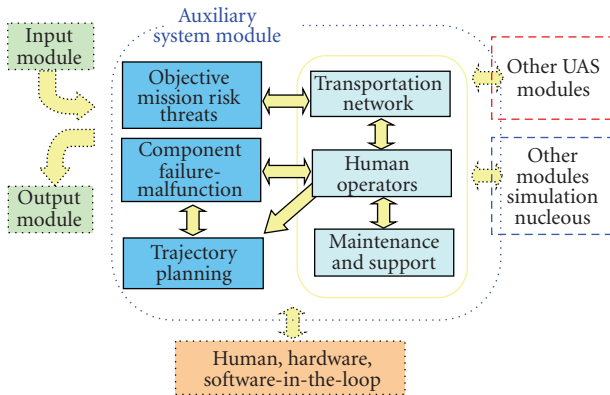 Auxiliary
system module
Input
module
Output
module
Objective
mission risk
threats
Component
failure-
malfunction
Trajectory
planning
Transportation
network
Human
operators
Maintenance
and support
Other UAS
modules
Other
modules
simulation
nucleous
Human, hardware,
software-in-the-loop